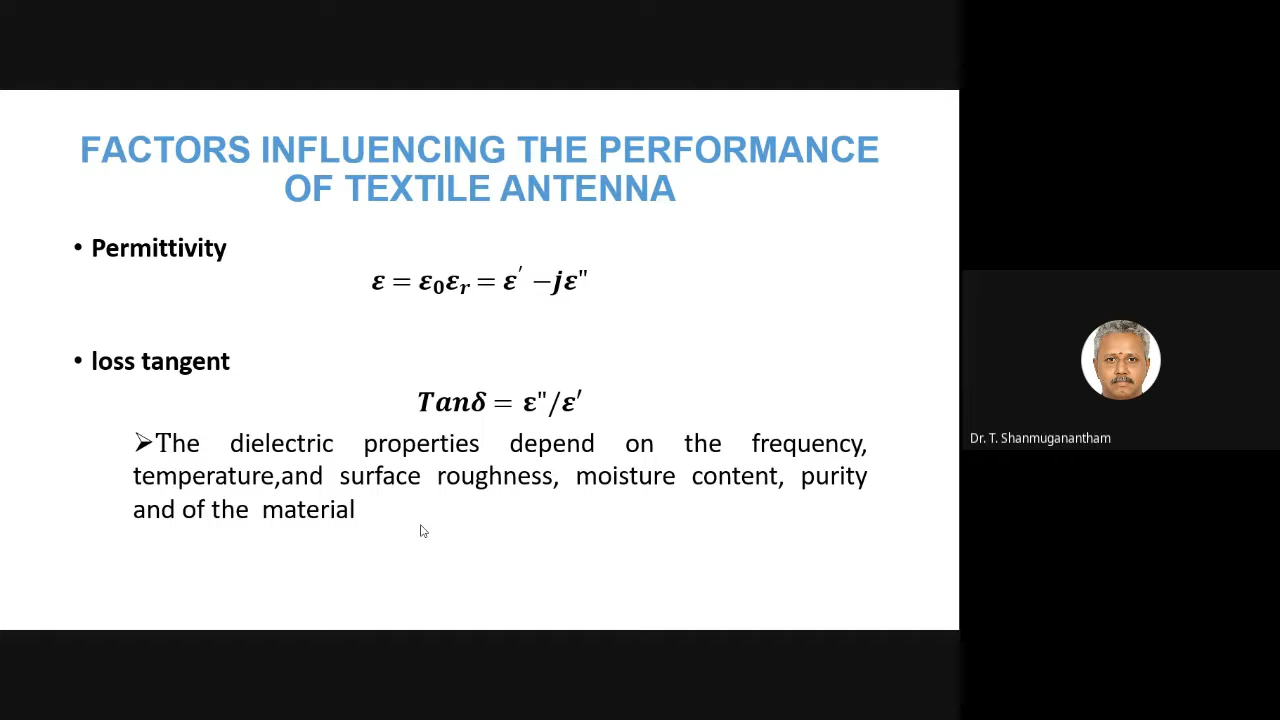 FACTORS INFLUENCING THE PERFORMANCE
OF TEXTILE ANTENNA
• Permittivity
ε = ε₀εᵣ = ε′ −jε"
• loss tangent
Tanδ = ε"/ε′
➢The dielectric properties depend on the frequency,
temperature,and surface roughness, moisture content, purity
and of the material
Dr. T. Shanmuganantham